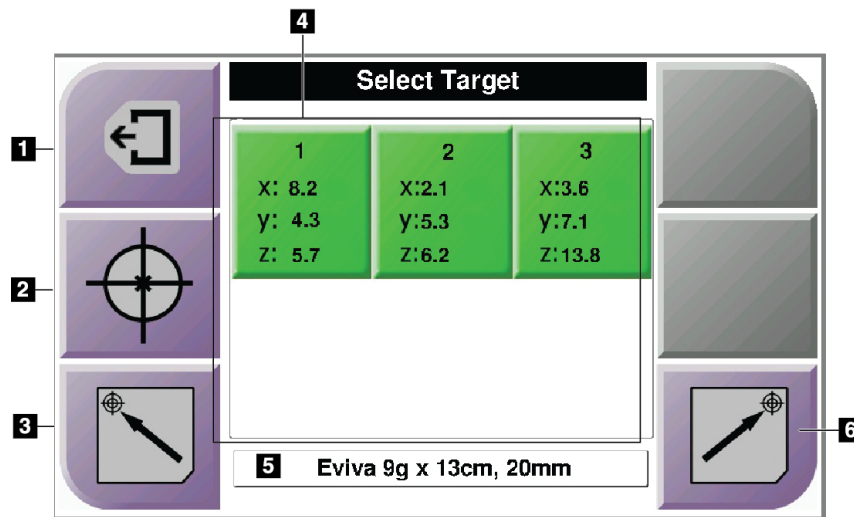 4
Select Target
1
1 2 3
x: 8.2 x:2.1 x:3.6
y: 4.3 y:5.3 y:7.1
z: 5.7 z:6.2 z:13.8
2
3
6
5 Eviva 9g x 13cm, 20mm